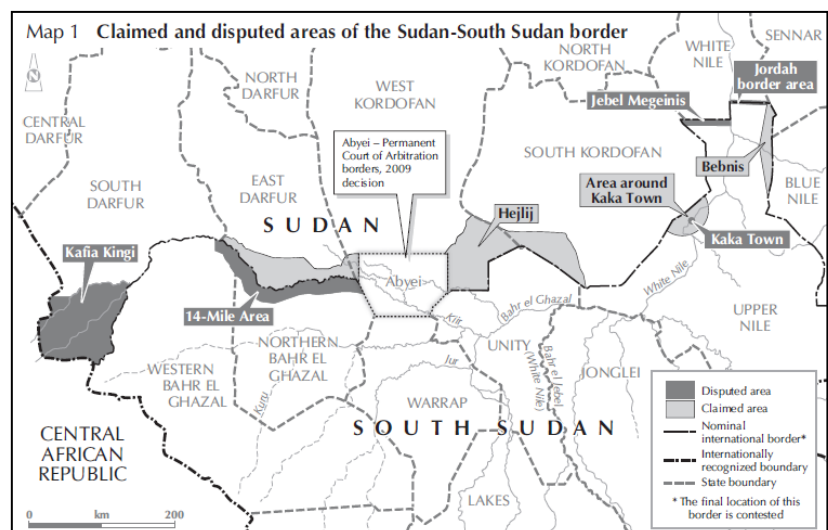 Map 1 Claimed and disputed areas of the Sudan-South Sudan border
N
NORTH
DARFUR
WEST
KORDOFAN
NORTH
KORDOFAN
WHITE
NILE
SENNAR
Jordah
border area
Jebel Megeinis
CENTRAL
DARFUR
Abyei – Permanent
Court of Arbitration
borders, 2009
decision
SOUTH KORDOFAN
Bebnis
SOUTH
DARFUR
EAST
DARFUR
Area around
Kaka Town
BLUE
NILE
SUDAN
Hejlij
Kaka Town
Kafia Kingi
Abyei
White Nile
14-Mile Area
Kiir
Bahr el Ghazal
UPPER
NILE
NORTHERN
BAHR EL
GHAZAL
UNITY
Bahr el Jebel
(White Nile)
JONGLEI
WESTERN
BAHR EL
GHAZAL
Kuru
Jur
WARRAP
SOUTH SUDAN
CENTRAL
AFRICAN
REPUBLIC
LAKES
Disputed area
Claimed area
Nominal
international border*
Internationally
recognized boundary
State boundary
* The final location of this
border is contested
0 km 200